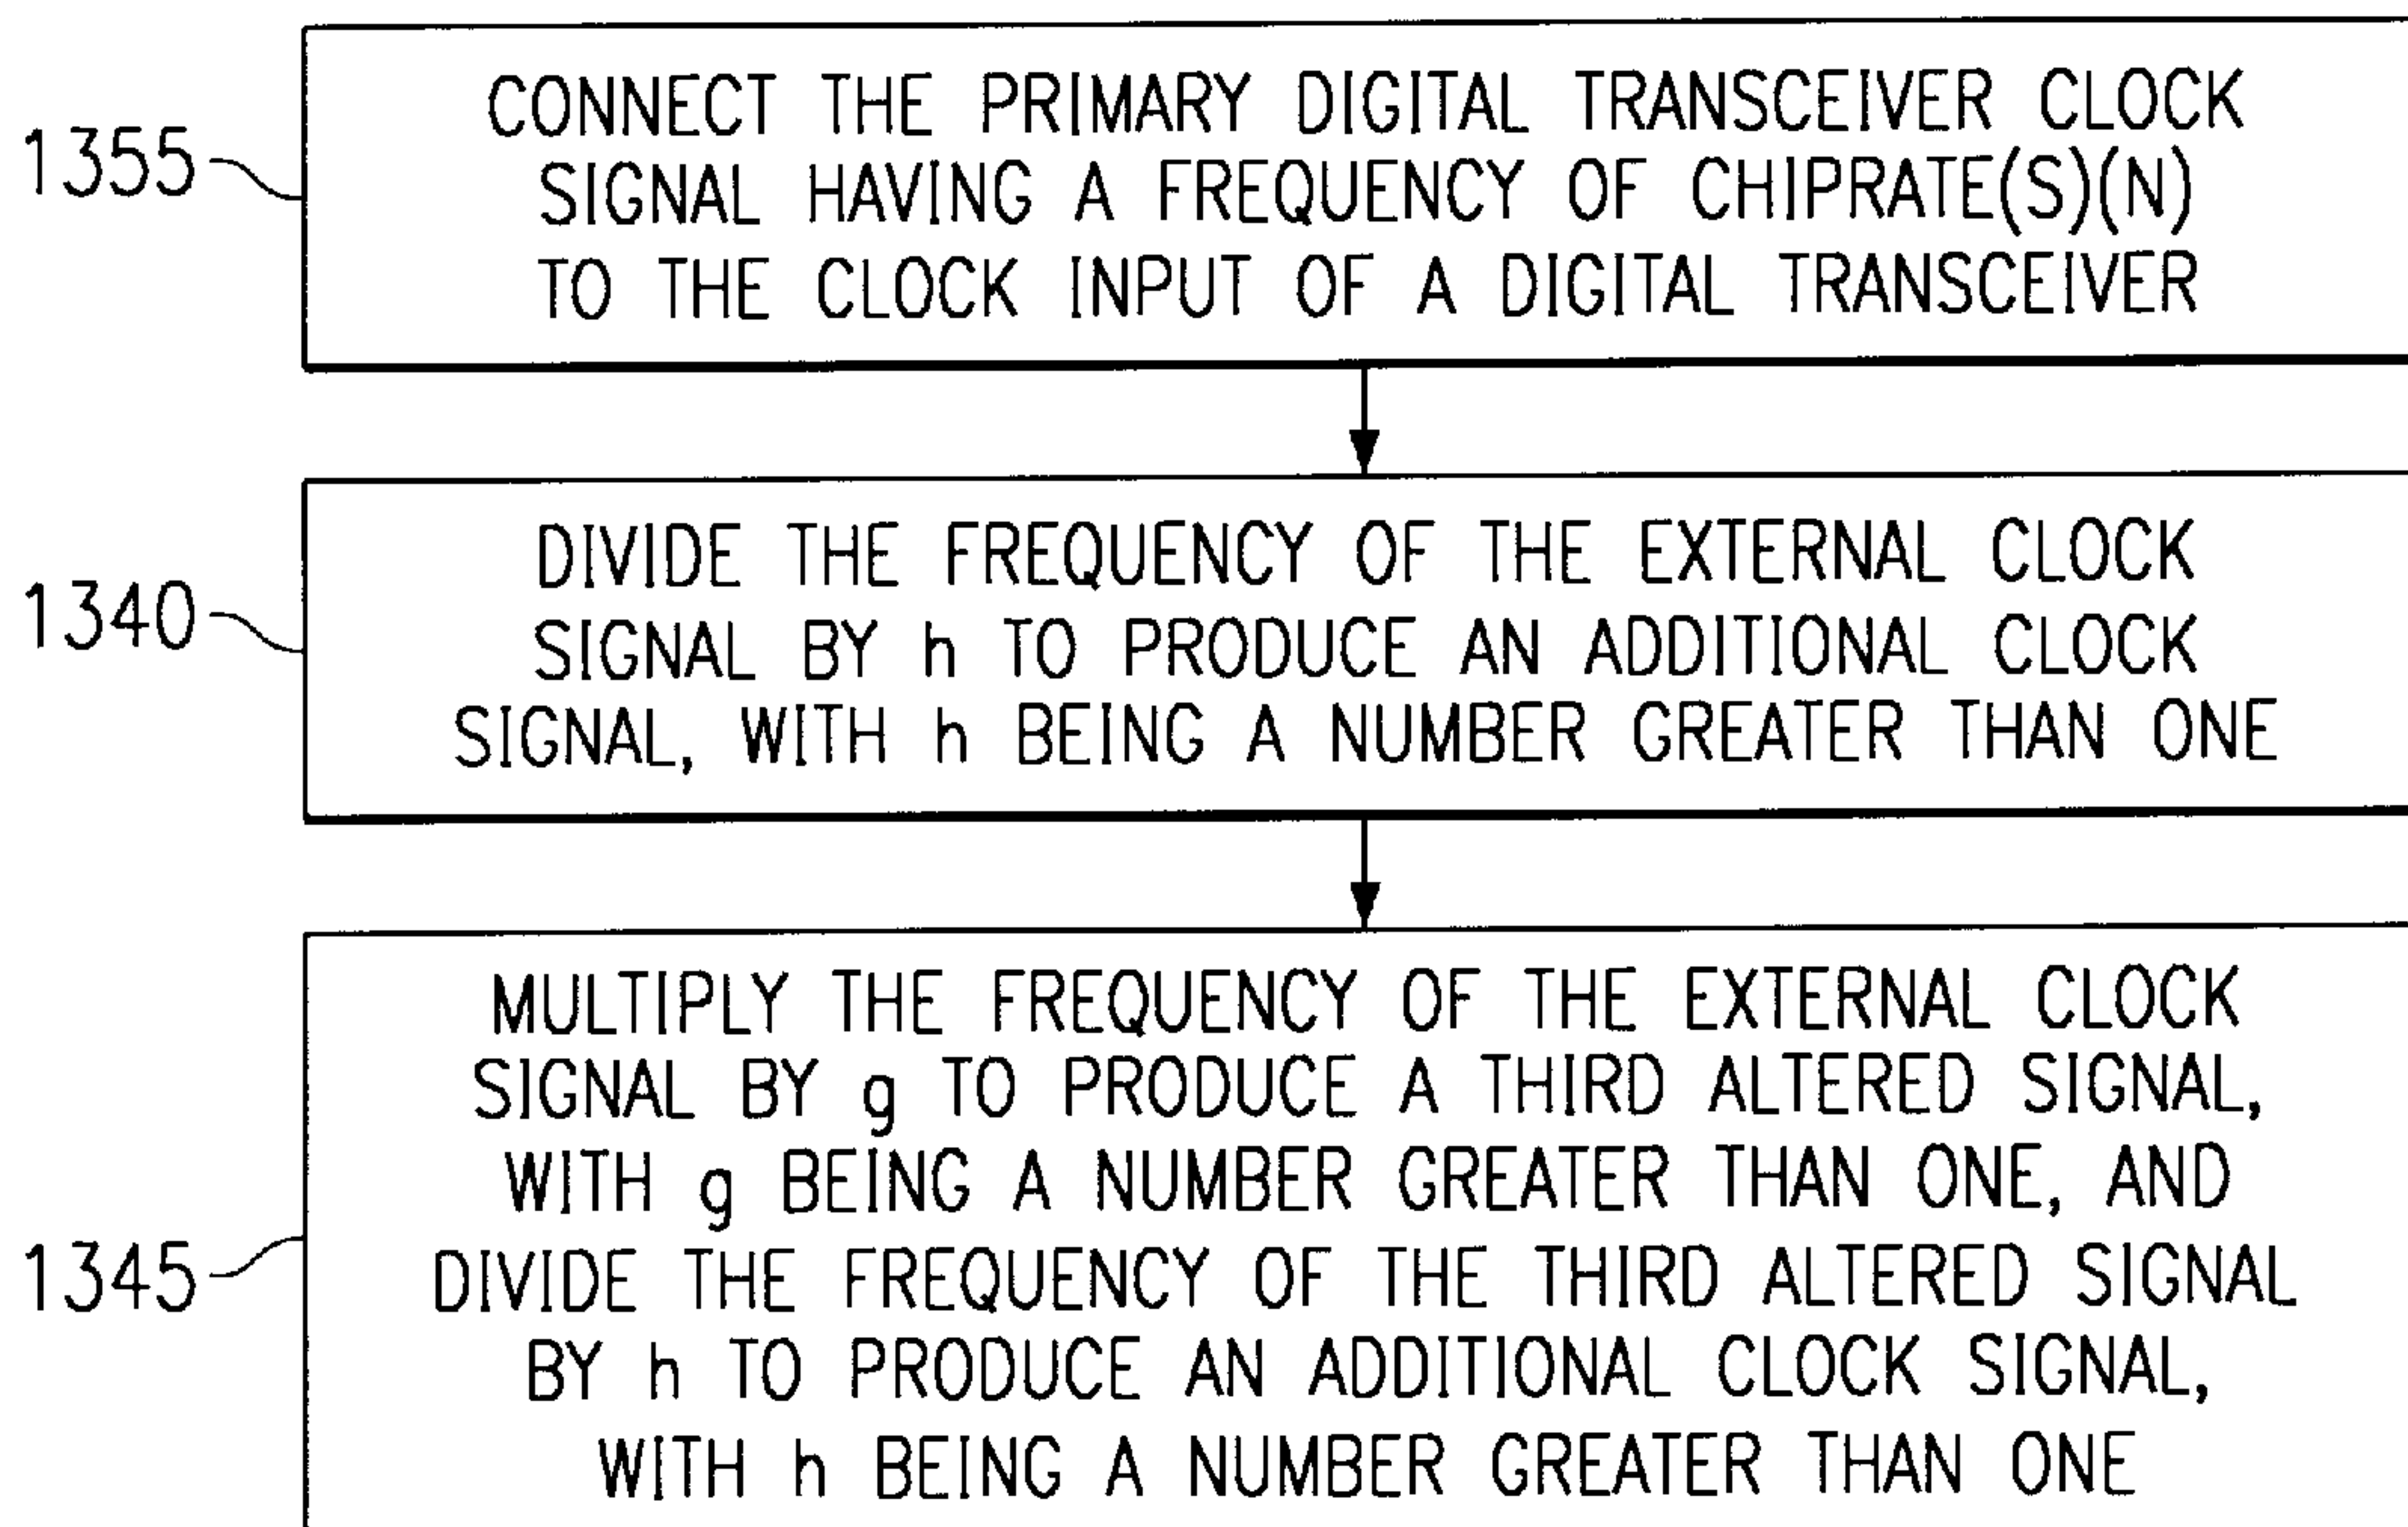 1355
CONNECT THE PRIMARY DIGITAL TRANSCEIVER CLOCK
SIGNAL HAVING A FREQUENCY OF CHIPRATE(S)(N)
TO THE CLOCK INPUT OF A DIGITAL TRANSCEIVER
1340
DIVIDE THE FREQUENCY OF THE EXTERNAL CLOCK
SIGNAL BY h TO PRODUCE AN ADDITIONAL CLOCK
SIGNAL, WITH h BEING A NUMBER GREATER THAN ONE
1345
MULTIPLY THE FREQUENCY OF THE EXTERNAL CLOCK
SIGNAL BY g TO PRODUCE A THIRD ALTERED SIGNAL,
WITH g BEING A NUMBER GREATER THAN ONE, AND
DIVIDE THE FREQUENCY OF THE THIRD ALTERED SIGNAL
BY h TO PRODUCE AN ADDITIONAL CLOCK SIGNAL,
WITH h BEING A NUMBER GREATER THAN ONE